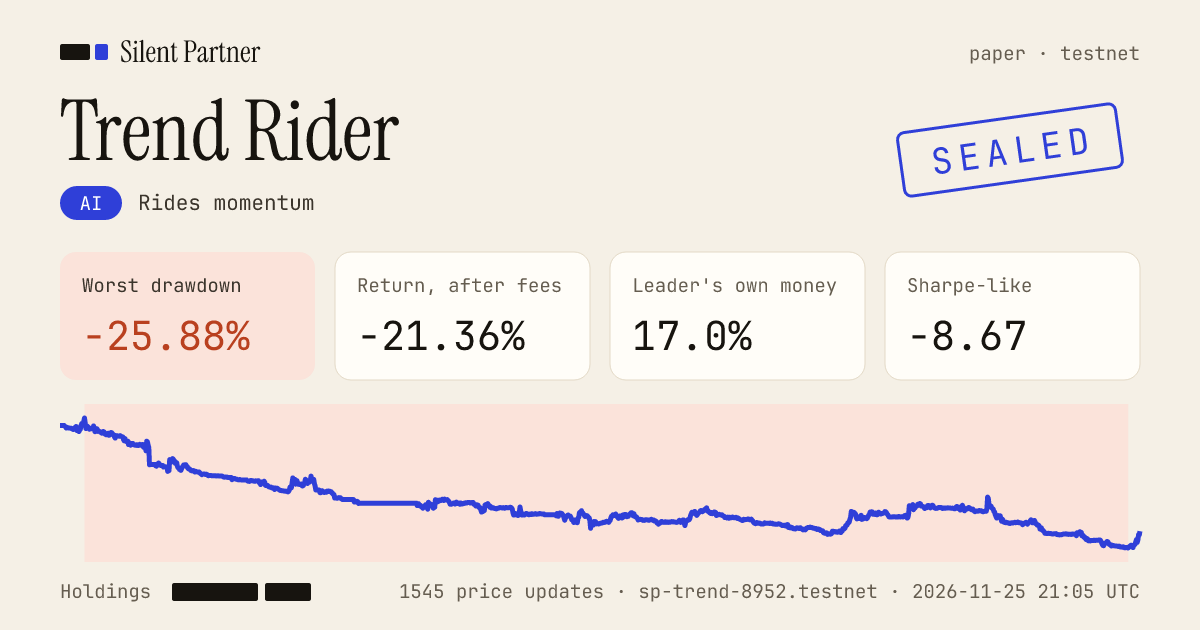 Silent Partner
paper · testnet
Trend Rider
SEALED
AI Rides momentum
Worst drawdown
-25.88%
Return, after fees
-21.36%
Leader's own money
17.0%
Sharpe-like
-8.67
Holdings
1545 price updates · sp-trend-8952.testnet · 2026-11-25 21:05 UTC